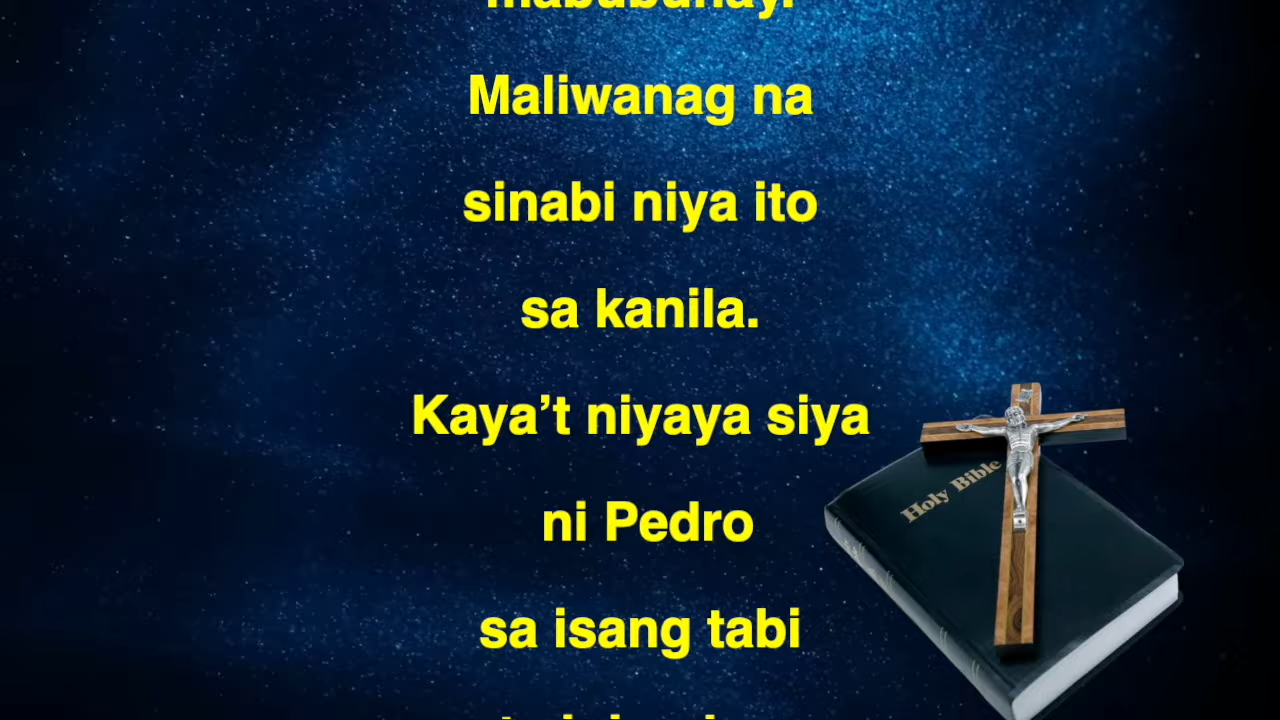 Maliwanag na
sinabi niya ito
sa kanila.
Kaya’t niyaya siya
ni Pedro
sa isang tabi
Holy Bible